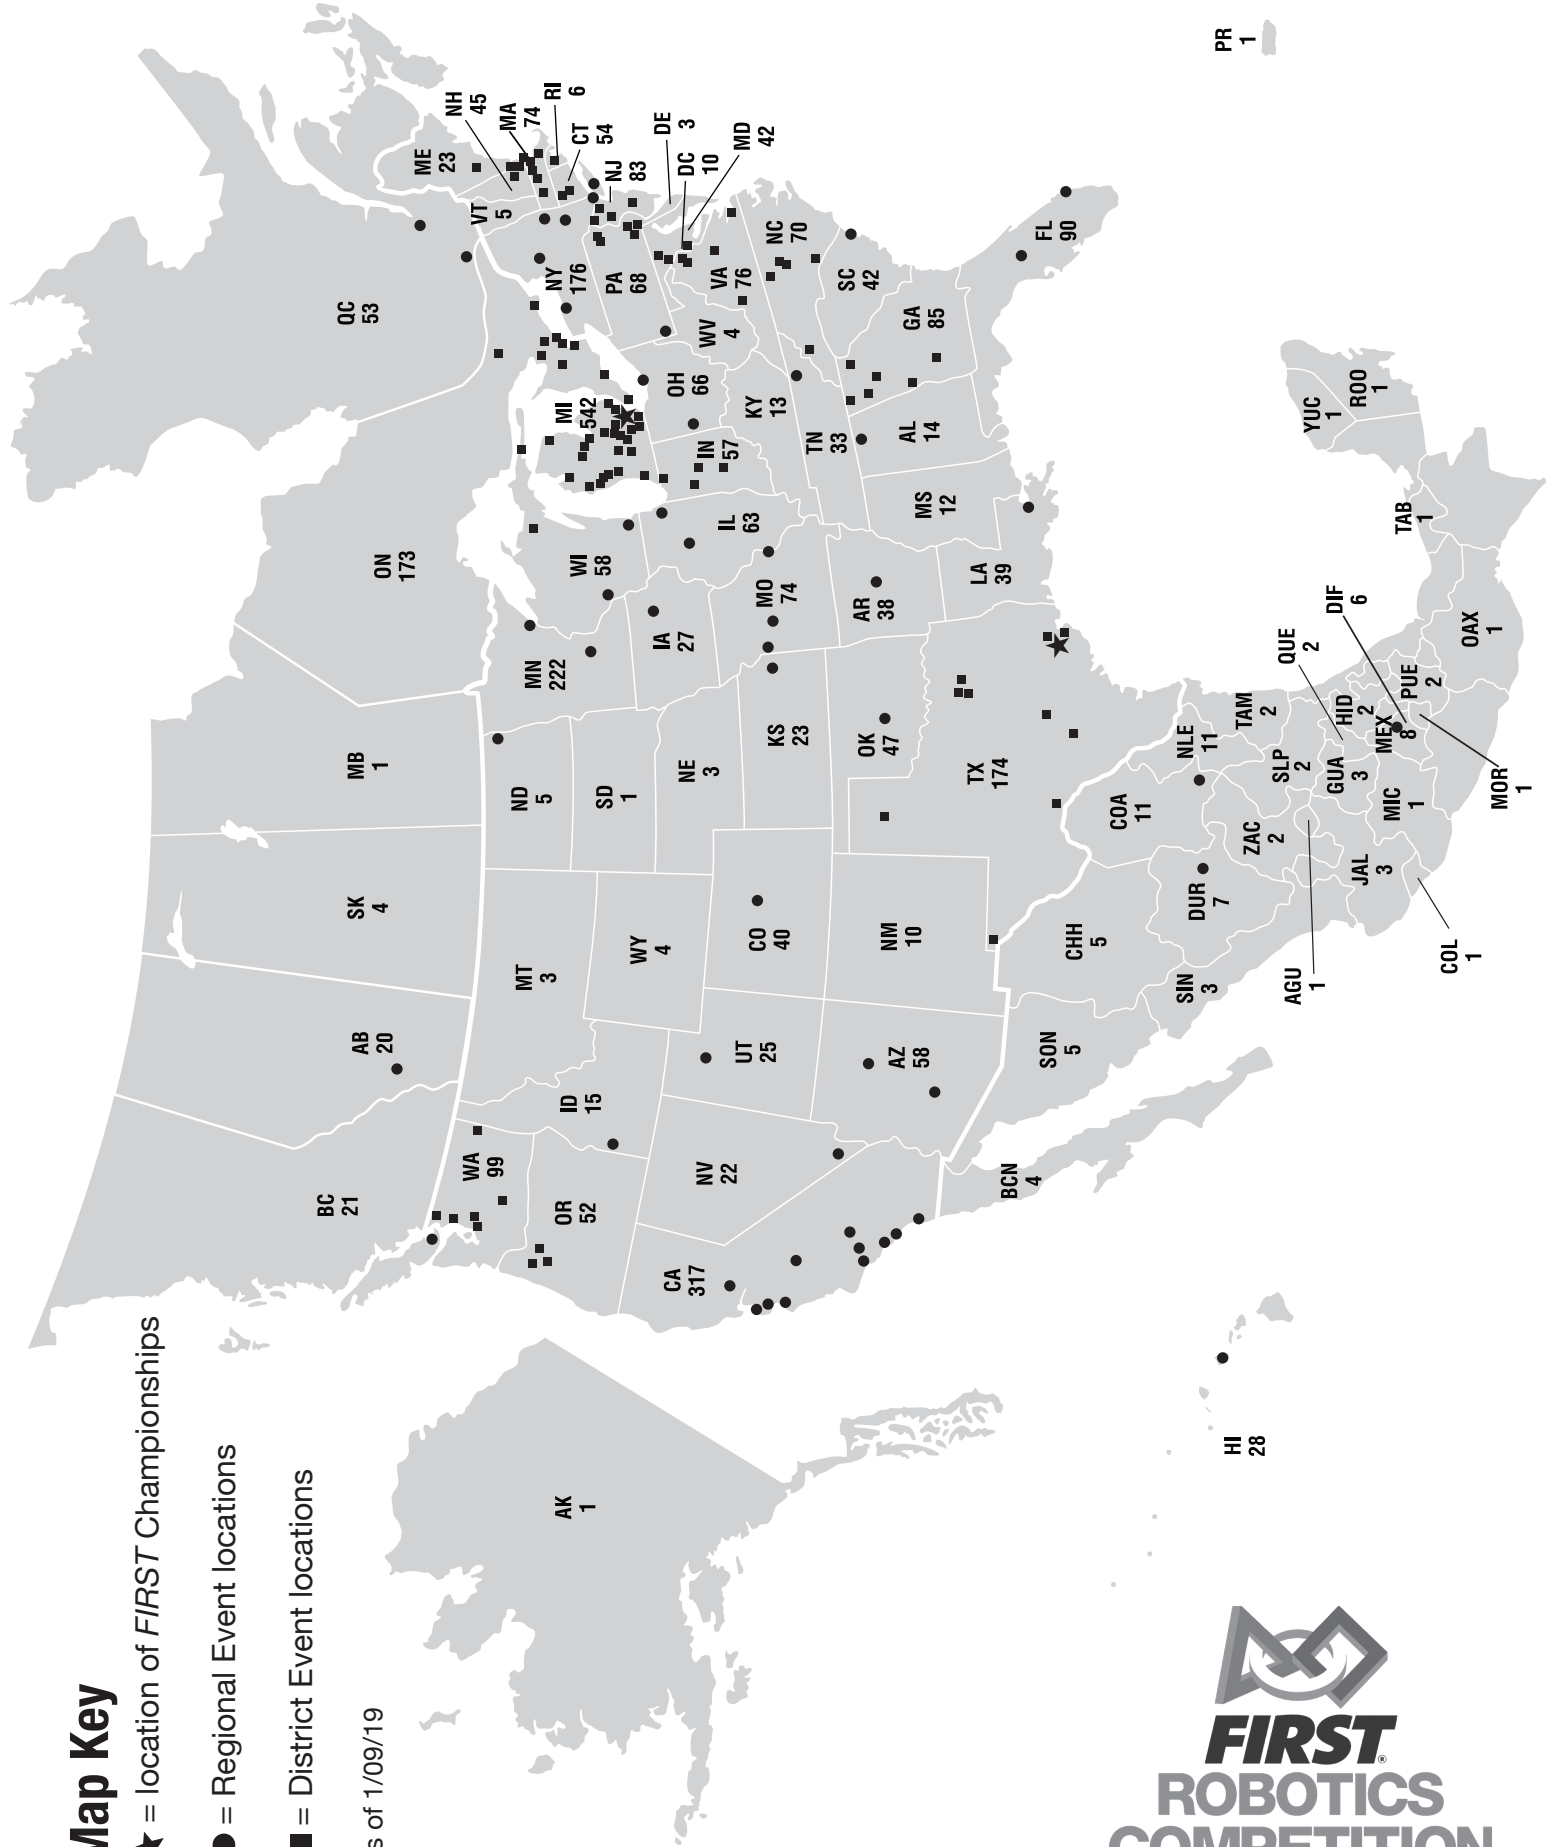 Map Key
★ = location of FIRST Championships
● = Regional Event locations
■ = District Event locations
s of 1/09/19
AK
1
HI
28
BC
21
AB
20
SK
4
MB
1
ON
173
QC
53
WA
99
OR
52
CA
317
ID
15
NV
22
MT
3
WY
4
UT
25
AZ
58
CO
40
NM
10
ND
5
SD
1
NE
3
KS
23
OK
47
TX
174
MN
222
IA
27
MO
74
AR
38
LA
39
WI
58
IL
63
MS
12
MI
542
IN
57
KY
13
TN
33
AL
14
OH
66
WV
4
GA
85
FL
90
SC
42
NC
70
VA
76
PA
68
NY
176
VT
5
ME
23
NH
45
MA
74
RI
6
CT
54
NJ
83
DE
3
DC
10
MD
42
PR
1
BCN
4
SON
5
CHH
5
SIN
3
DUR
7
COA
11
NLE
11
TAM
2
ZAC
2
SLP
2
AGU
1
GUA
3
QUE
2
HID
2
DIF
6
MEX
8
PUE
2
JAL
3
COL
1
MIC
1
MOR
1
OAX
1
TAB
1
YUC
1
ROO
1
FIRST®
ROBOTICS
COMPETITION